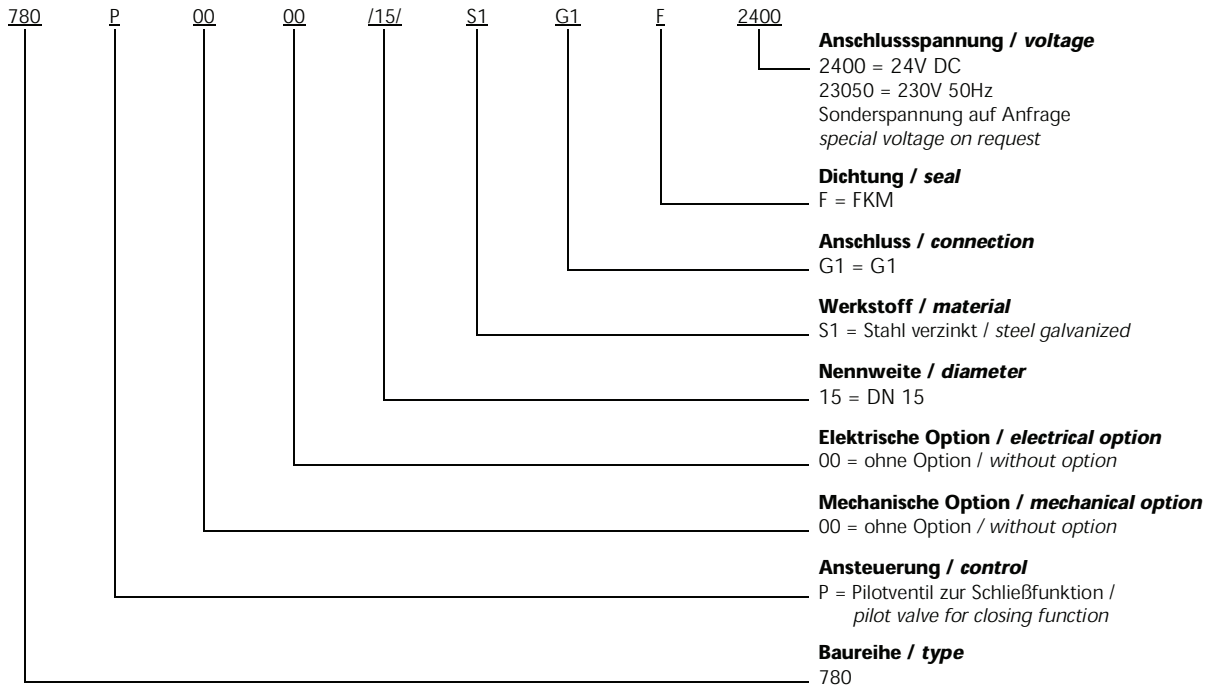 780 P 00 00 /15/ S1 G1 F 2400
Anschlussspannung / voltage
2400 = 24V DC
23050 = 230V 50Hz
Sonderspannung auf Anfrage
special voltage on request
Dichtung / seal
F = FKM
Anschluss / connection
G1 = G1
Werkstoff / material
S1 = Stahl verzinkt / steel galvanized
Nennweite / diameter
15 = DN 15
Elektrische Option / electrical option
00 = ohne Option / without option
Mechanische Option / mechanical option
00 = ohne Option / without option
Ansteuerung / control
P = Pilotventil zur Schließfunktion /
pilot valve for closing function
Baureihe / type
780